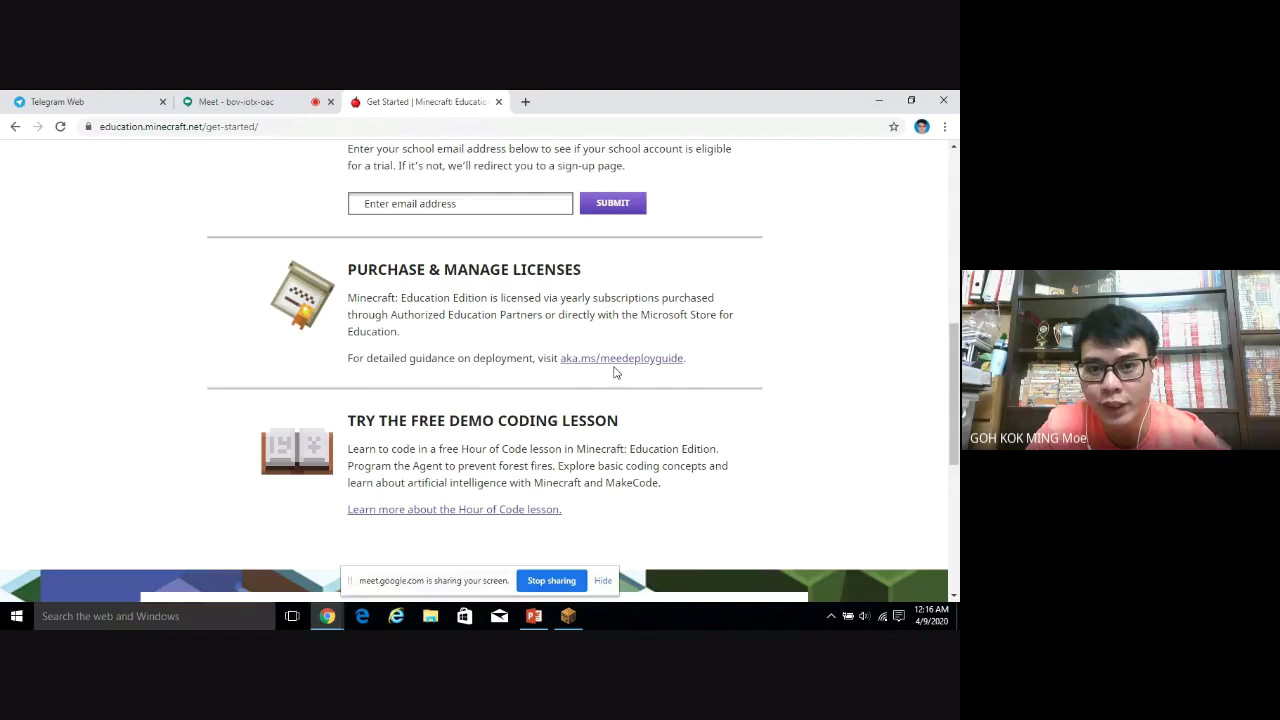 Telegram Web
Meet - bov-iotx-oac
Get Started | Minecraft: Educatio
education.minecraft.net/get-started/
Enter your school email address below to see if your school account is eligible
for a trial. If it's not, we'll redirect you to a sign-up page.
Enter email address
SUBMIT
PURCHASE & MANAGE LICENSES
Minecraft: Education Edition is licensed via yearly subscriptions purchased
through Authorized Education Partners or directly with the Microsoft Store for
Education.
For detailed guidance on deployment, visit aka.ms/meedeployguide.
TRY THE FREE DEMO CODING LESSON
Learn to code in a free Hour of Code lesson in Minecraft: Education Edition.
Program the Agent to prevent forest fires. Explore basic coding concepts and
learn about artificial intelligence with Minecraft and MakeCode.
Learn more about the Hour of Code lesson.
meet.google.com is sharing your screen.
Stop sharing
Hide
Search the web and Windows
12:16 AM
4/9/2020
GOH KOK MING Moe